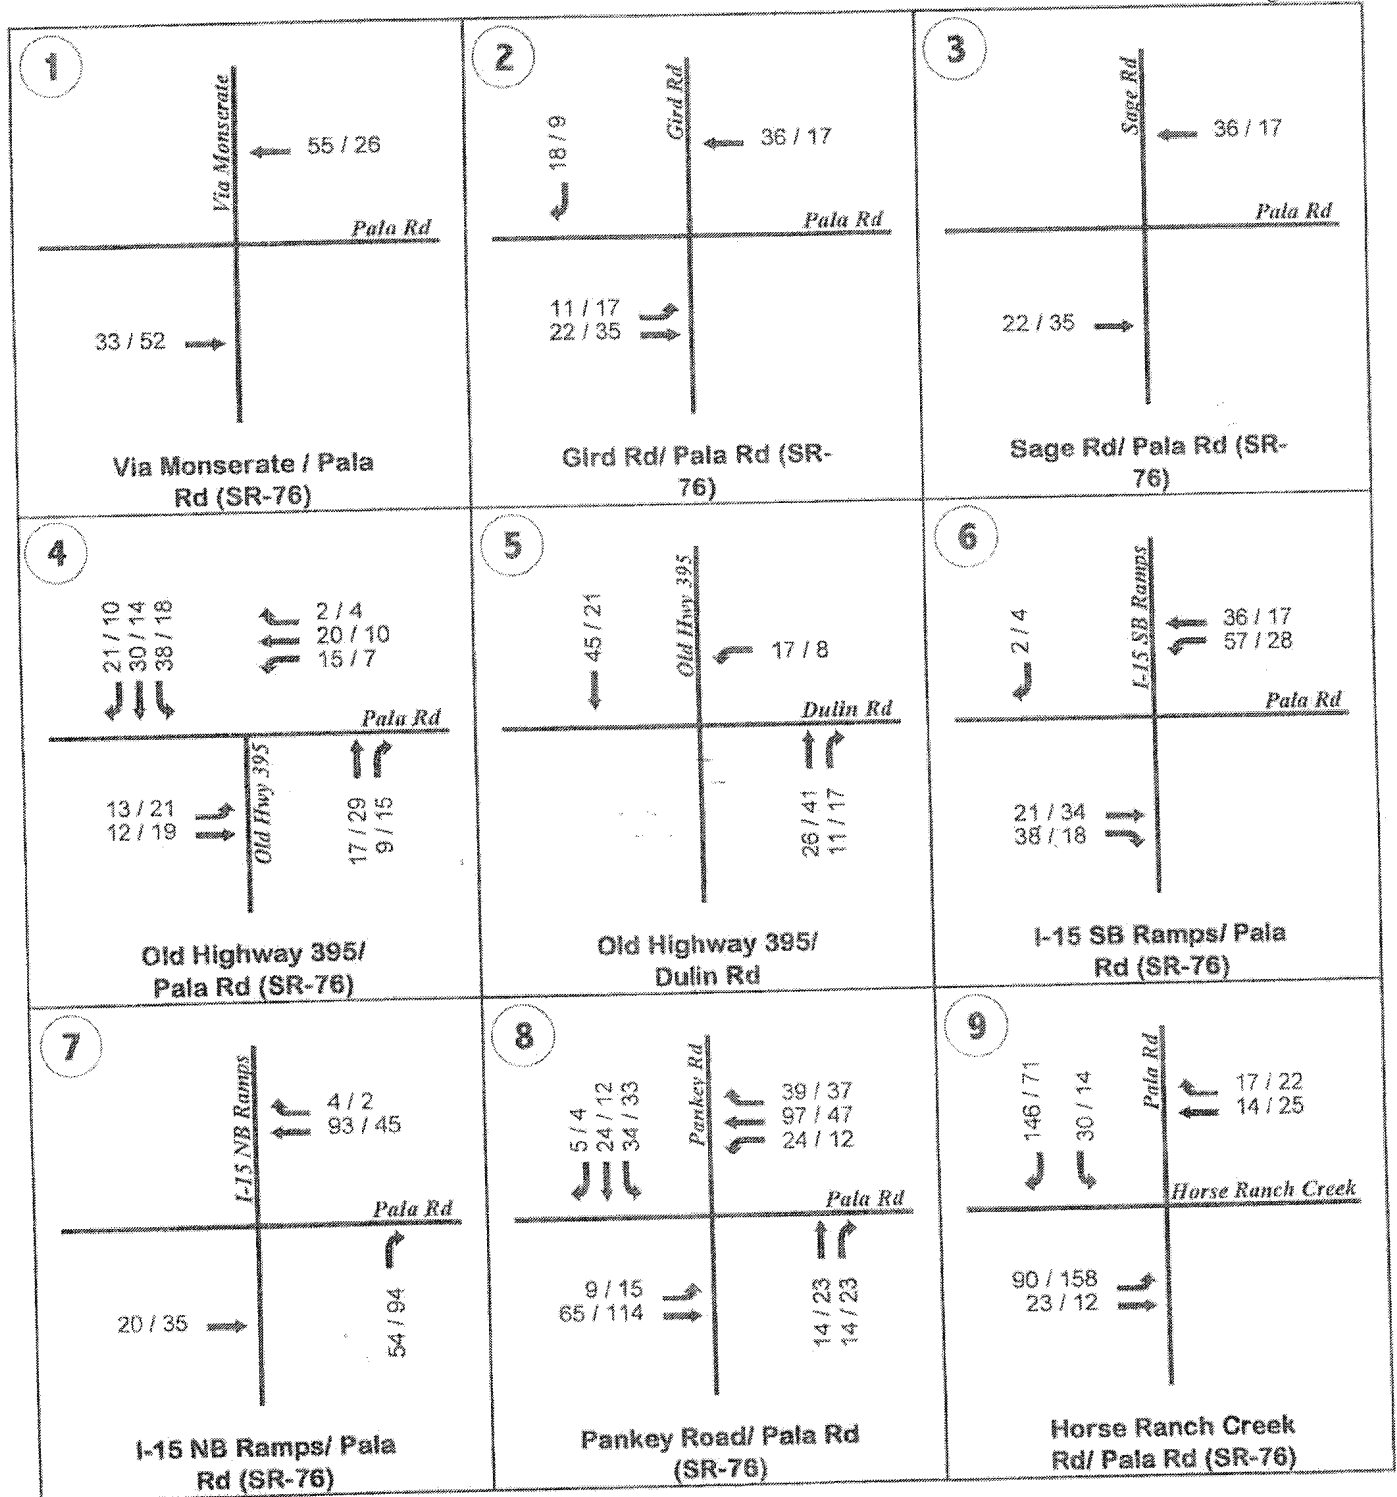 1
Via Monserate
55 / 26
Pala Rd
33 / 52
Via Monserate / Pala
Rd (SR-76)
2
18 / 9
Gird Rd
36 / 17
Pala Rd
11 / 17
22 / 35
Gird Rd/ Pala Rd (SR-
76)
3
Sage Rd
36 / 17
Pala Rd
22 / 35
Sage Rd/ Pala Rd (SR-
76)
4
21 / 10
30 / 14
38 / 18
2 / 4
20 / 10
15 / 7
Pala Rd
Old Hwy 395
13 / 21
12 / 19
17 / 29
9 / 15
Old Highway 395/
Pala Rd (SR-76)
5
45 / 21
Old Hwy 395
17 / 8
Dulin Rd
26 / 41
11 / 17
Old Highway 395/
Dulin Rd
6
2 / 4
I-15 SB Ramps
36 / 17
57 / 28
Pala Rd
21 / 34
38 / 18
I-15 SB Ramps/ Pala
Rd (SR-76)
7
I-15 NB Ramps
4 / 2
93 / 45
Pala Rd
20 / 35
54 / 94
I-15 NB Ramps/ Pala
Rd (SR-76)
8
5 / 4
24 / 12
34 / 33
Pankey Rd
39 / 37
97 / 47
24 / 12
Pala Rd
9 / 15
65 / 114
14 / 23
14 / 23
Pankey Road/ Pala Rd
(SR-76)
9
146 / 71
30 / 14
Pala Rd
17 / 22
14 / 25
Horse Ranch Creek
90 / 158
23 / 12
Horse Ranch Creek
Rd/ Pala Rd (SR-76)